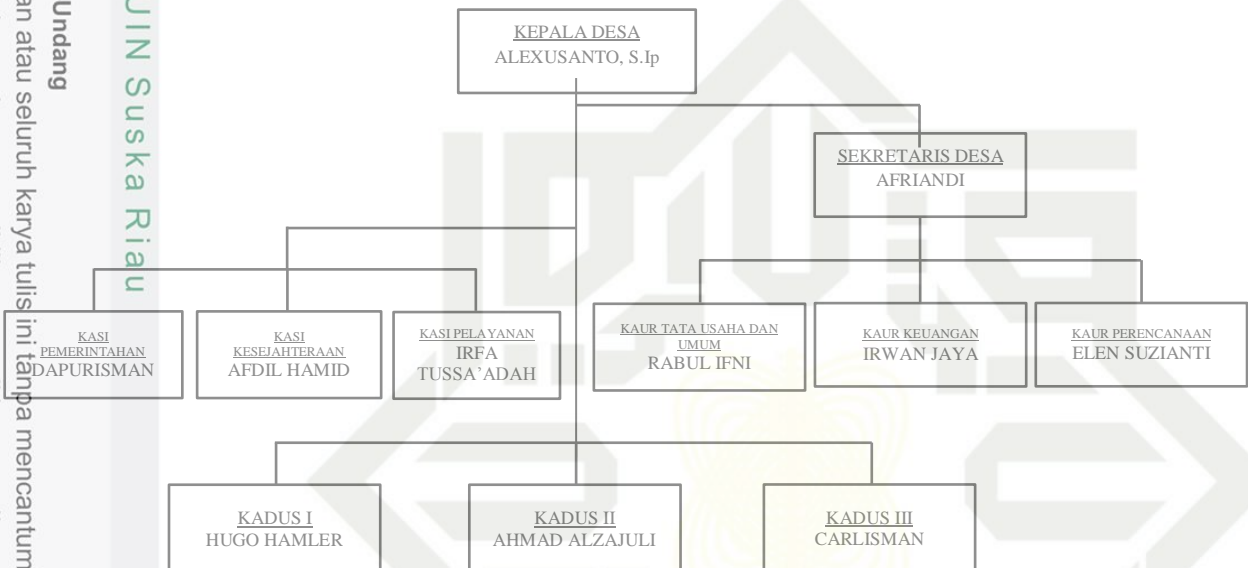 UIN Suska Riau
Undang
an atau seluruh karya tulis ini tanpa mencantum
KEPALA DESA
ALEXUSANTO, S.Ip
SEKRETARIS DESA
AFRIANDI
KASI
PEMERINTAHAN
DAPURISMAN
KASI
KESEJAHTERAAN
AFDIL HAMID
KASI PELAYANAN
IRFA
TUSSA’ADAH
KAUR TATA USAHA DAN
UMUM
RABUL IFNI
KAUR KEUANGAN
IRWAN JAYA
KAUR PERENCANAAN
ELEN SUZIANTI
KADUS I
HUGO HAMLER
KADUS II
AHMAD ALZAJULI
KADUS III
CARLISMAN